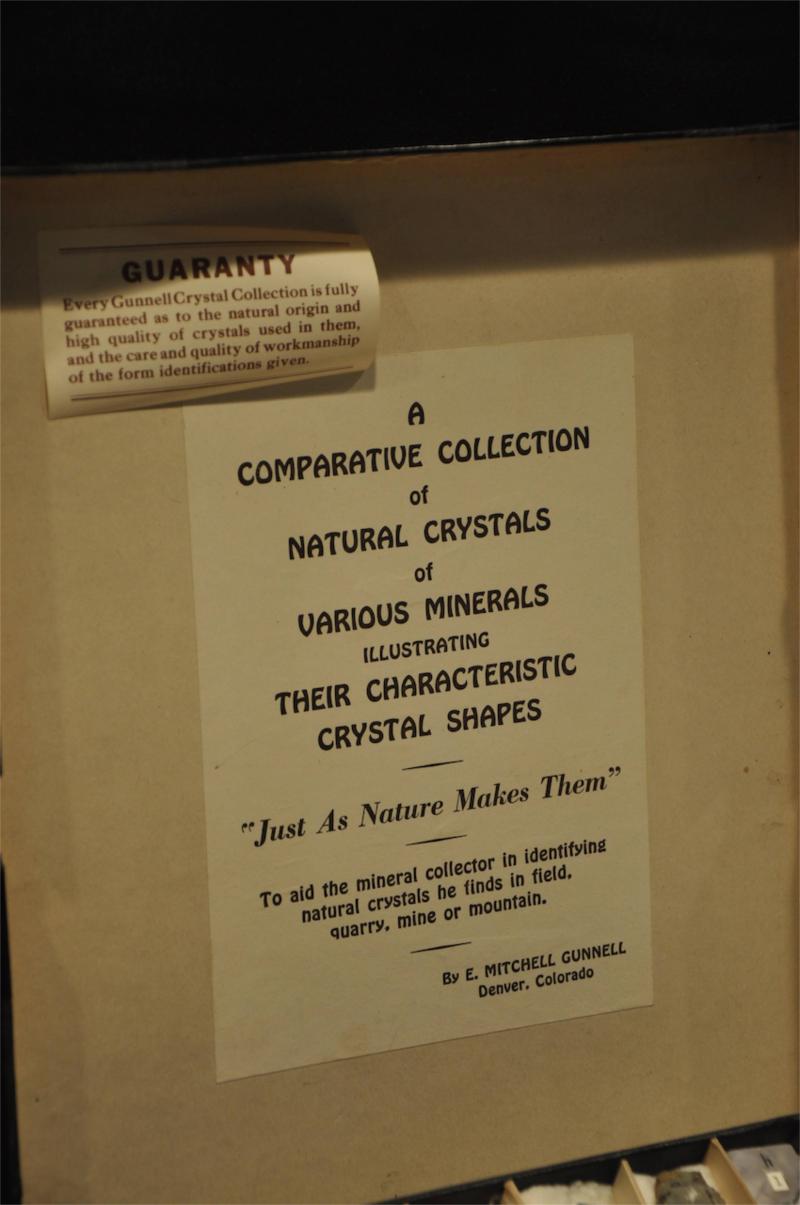 GUARANTY
Every Gunnell Crystal Collection is fully
guaranteed as to the natural origin and
high quality of crystals used in them,
and the care and quality of workmanship
of the form identifications given.
A
COMPARATIVE COLLECTION
of
NATURAL CRYSTALS
of
VARIOUS MINERALS
ILLUSTRATING
THEIR CHARACTERISTIC
CRYSTAL SHAPES
“Just As Nature Makes Them”
To aid the mineral collector in identifying
natural crystals he finds in field,
quarry, mine or mountain.
By E. MITCHELL GUNNELL
Denver, Colorado